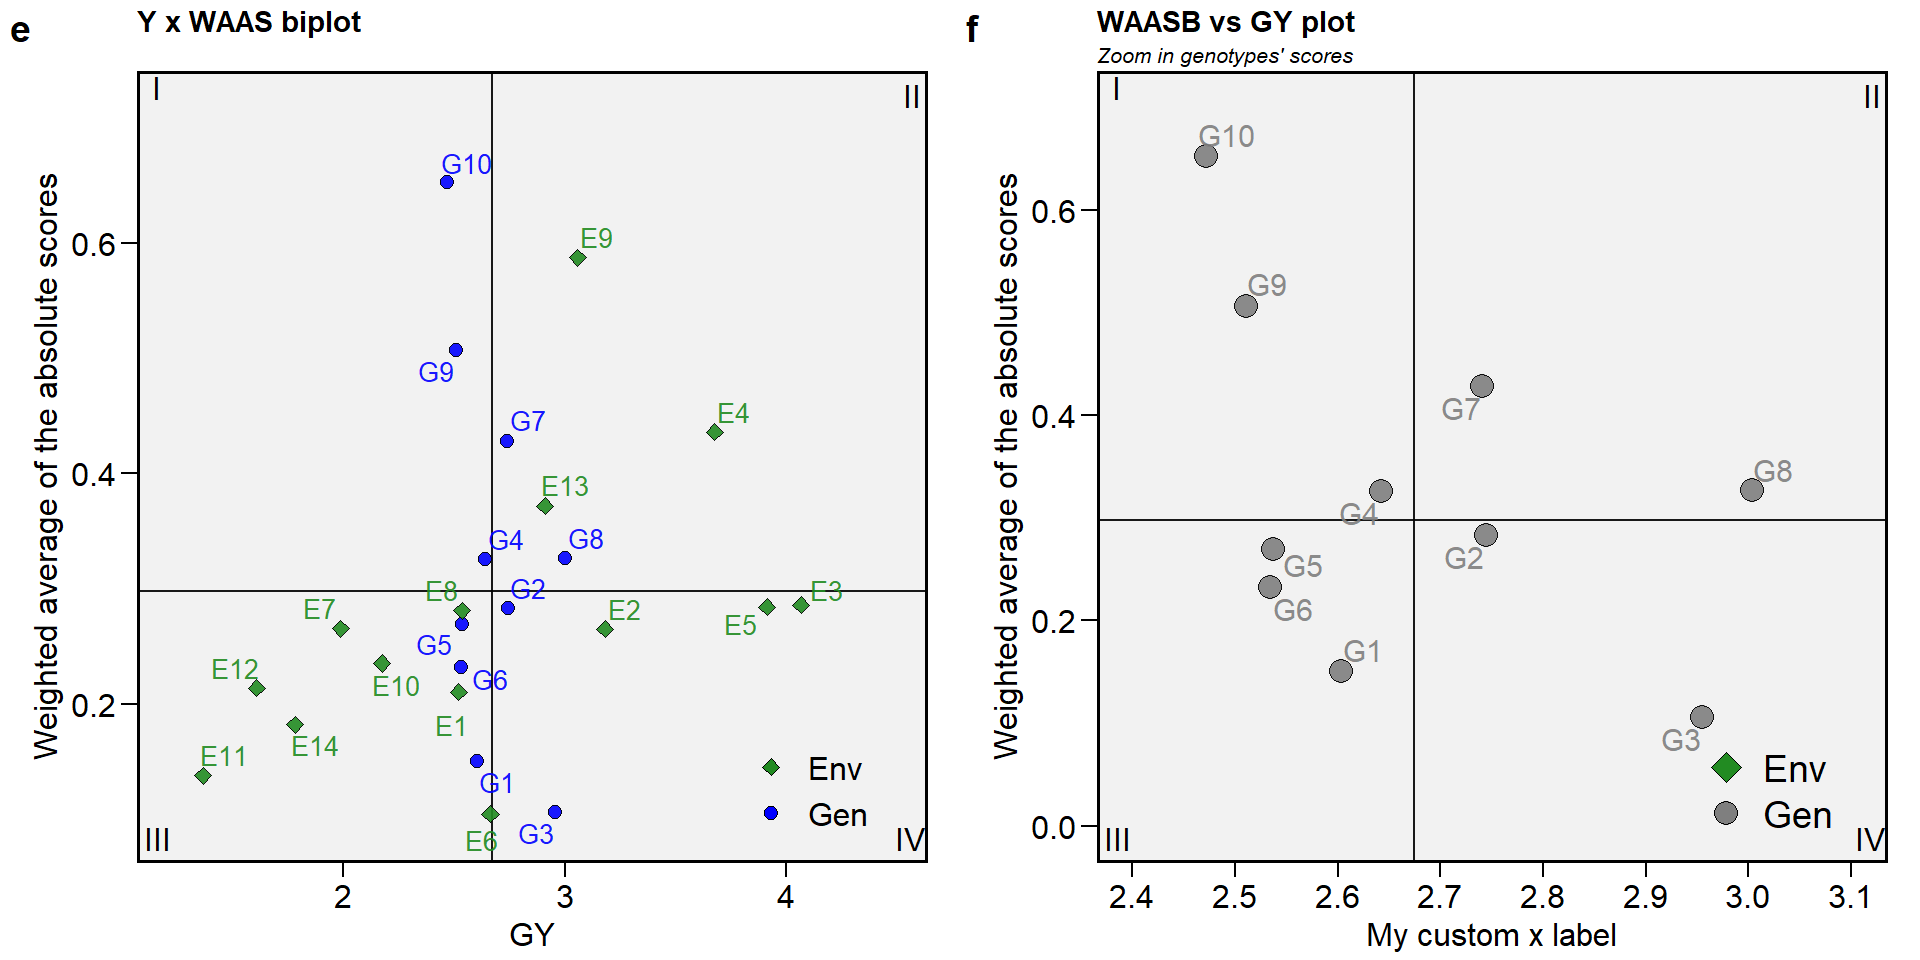 e
Y x WAAS biplot
I
II
G10
E9
0.6
G9
E4
G7
0.4
E13
G4
G8
E8
G2
E3
E7
E2
E5
G5
E12
E10
G6
0.2
E1
E14
E11
G1
Env
E6
G3
Gen
III
IV
2
3
4
GY
Weighted average of the absolute scores
f
WAASB vs GY plot
Zoom in genotypes' scores
I
II
G10
0.6
G9
0.4
G7
G8
G4
G2
G5
G6
0.2
G1
G3
Env
Gen
0.0
III
IV
2.4
2.5
2.6
2.7
2.8
2.9
3.0
3.1
My custom x label
Weighted average of the absolute scores